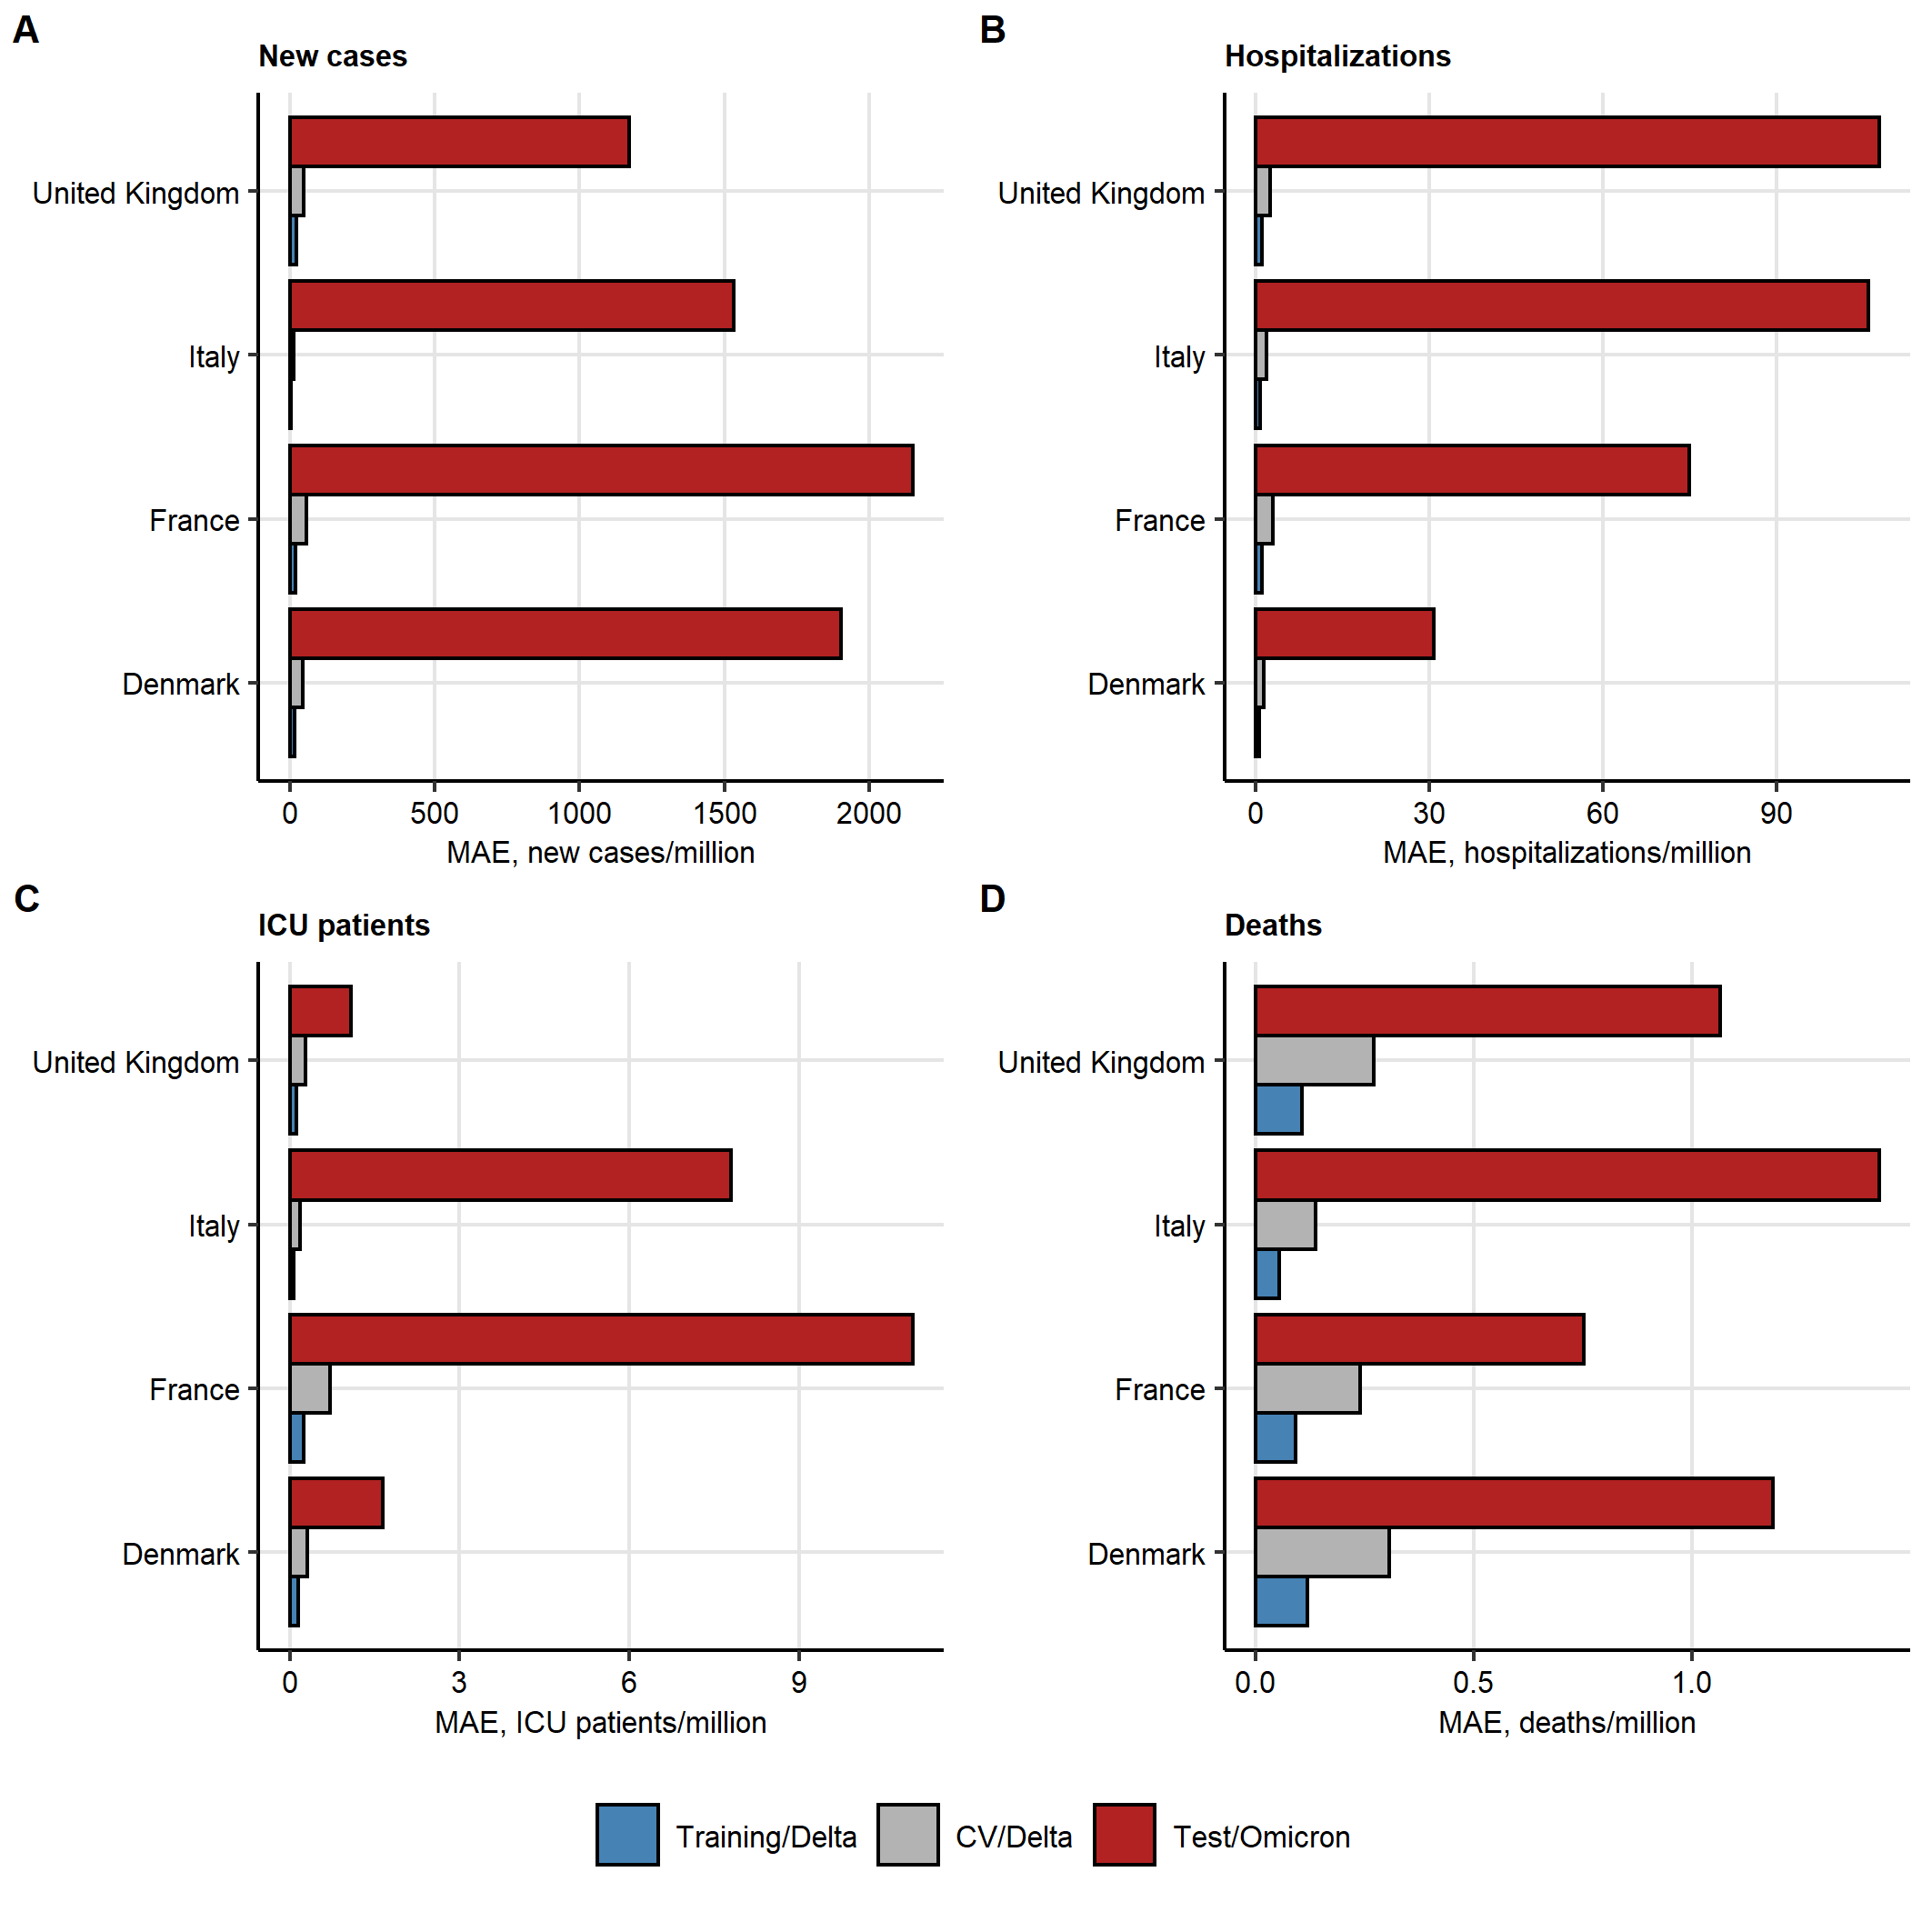 A
New cases
United Kingdom
Italy
France
Denmark
0 500 1000 1500 2000
MAE, new cases/million
B
Hospitalizations
United Kingdom
Italy
France
Denmark
0 30 60 90
MAE, hospitalizations/million
C
ICU patients
United Kingdom
Italy
France
Denmark
0 3 6 9
MAE, ICU patients/million
D
Deaths
United Kingdom
Italy
France
Denmark
0.0 0.5 1.0
MAE, deaths/million
Training/Delta CV/Delta Test/Omicron